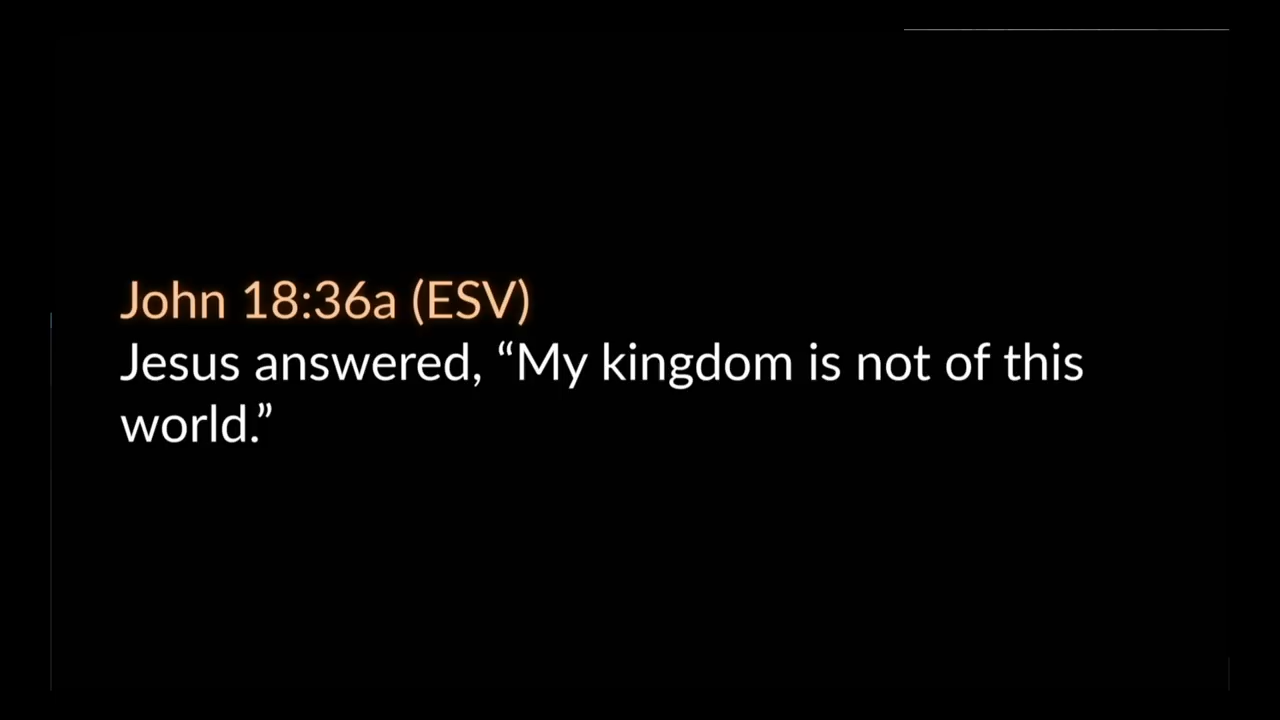 John 18:36a (ESV)
Jesus answered, “My kingdom is not of this
world.”